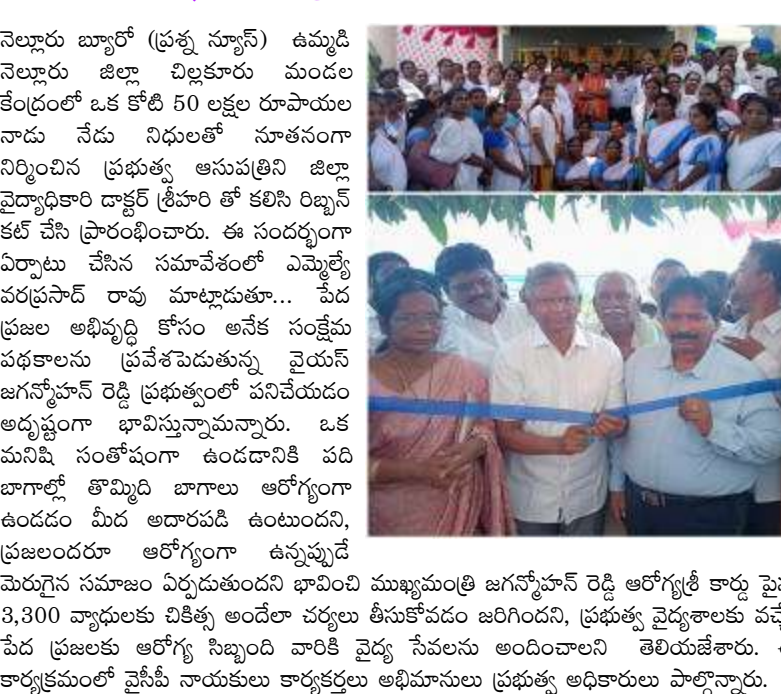 నెల్లూరు బ్యూరో (ప్రశ్న న్యూస్) ఉమ్మడి
నెల్లూరు జిల్లా చిల్లకూరు మండల
కేంద్రంలో ఒక కోటి 50 లక్షల రూపాయల
నాడు నేడు నిధులతో నూతనంగా
నిర్మించిన ప్రభుత్వ ఆసుపత్రిని జిల్లా
వైద్యాధికారి డాక్టర్ శ్రీహరి తో కలిసి రిబ్బన్
కట్ చేసి ప్రారంభించారు. ఈ సందర్భంగా
ఏర్పాటు చేసిన సమావేశంలో ఎమ్మెల్యే
వరప్రసాద్ రావు మాట్లాడుతూ... పేద
ప్రజల అభివృద్ధి కోసం అనేక సంక్షేమ
పథకాలను ప్రవేశపెడుతున్న వైయస్
జగన్మోహన్ రెడ్డి ప్రభుత్వంలో పనిచేయడం
అదృష్టంగా భావిస్తున్నామన్నారు. ఒక
మనిషి సంతోషంగా ఉండడానికి పది
బాగాల్లో తొమ్మిది బాగాలు ఆరోగ్యంగా
ఉండడం మీద అదారపడి ఉంటుందని,
ప్రజలందరూ ఆరోగ్యంగా ఉన్నప్పుడే
మెరుగైన సమాజం ఏర్పడుతుందని భావించి ముఖ్యమంత్రి జగన్మోహన్ రెడ్డి ఆరోగ్యశ్రీ కార్డు
3,300 వ్యాధులకు చికిత్స అందేలా చర్యలు తీసుకోవడం జరిగిందని, ప్రభుత్వ వైద్యశాలకు
పేద ప్రజలకు ఆరోగ్య సిబ్బంది వారికి వైద్య సేవలను అందించాలని తెలియజేశారు.
కార్యక్రమంలో వైసీపీ నాయకులు కార్యకర్తలు అభిమానులు ప్రభుత్వ అధికారులు పాల్గొన్నారు.